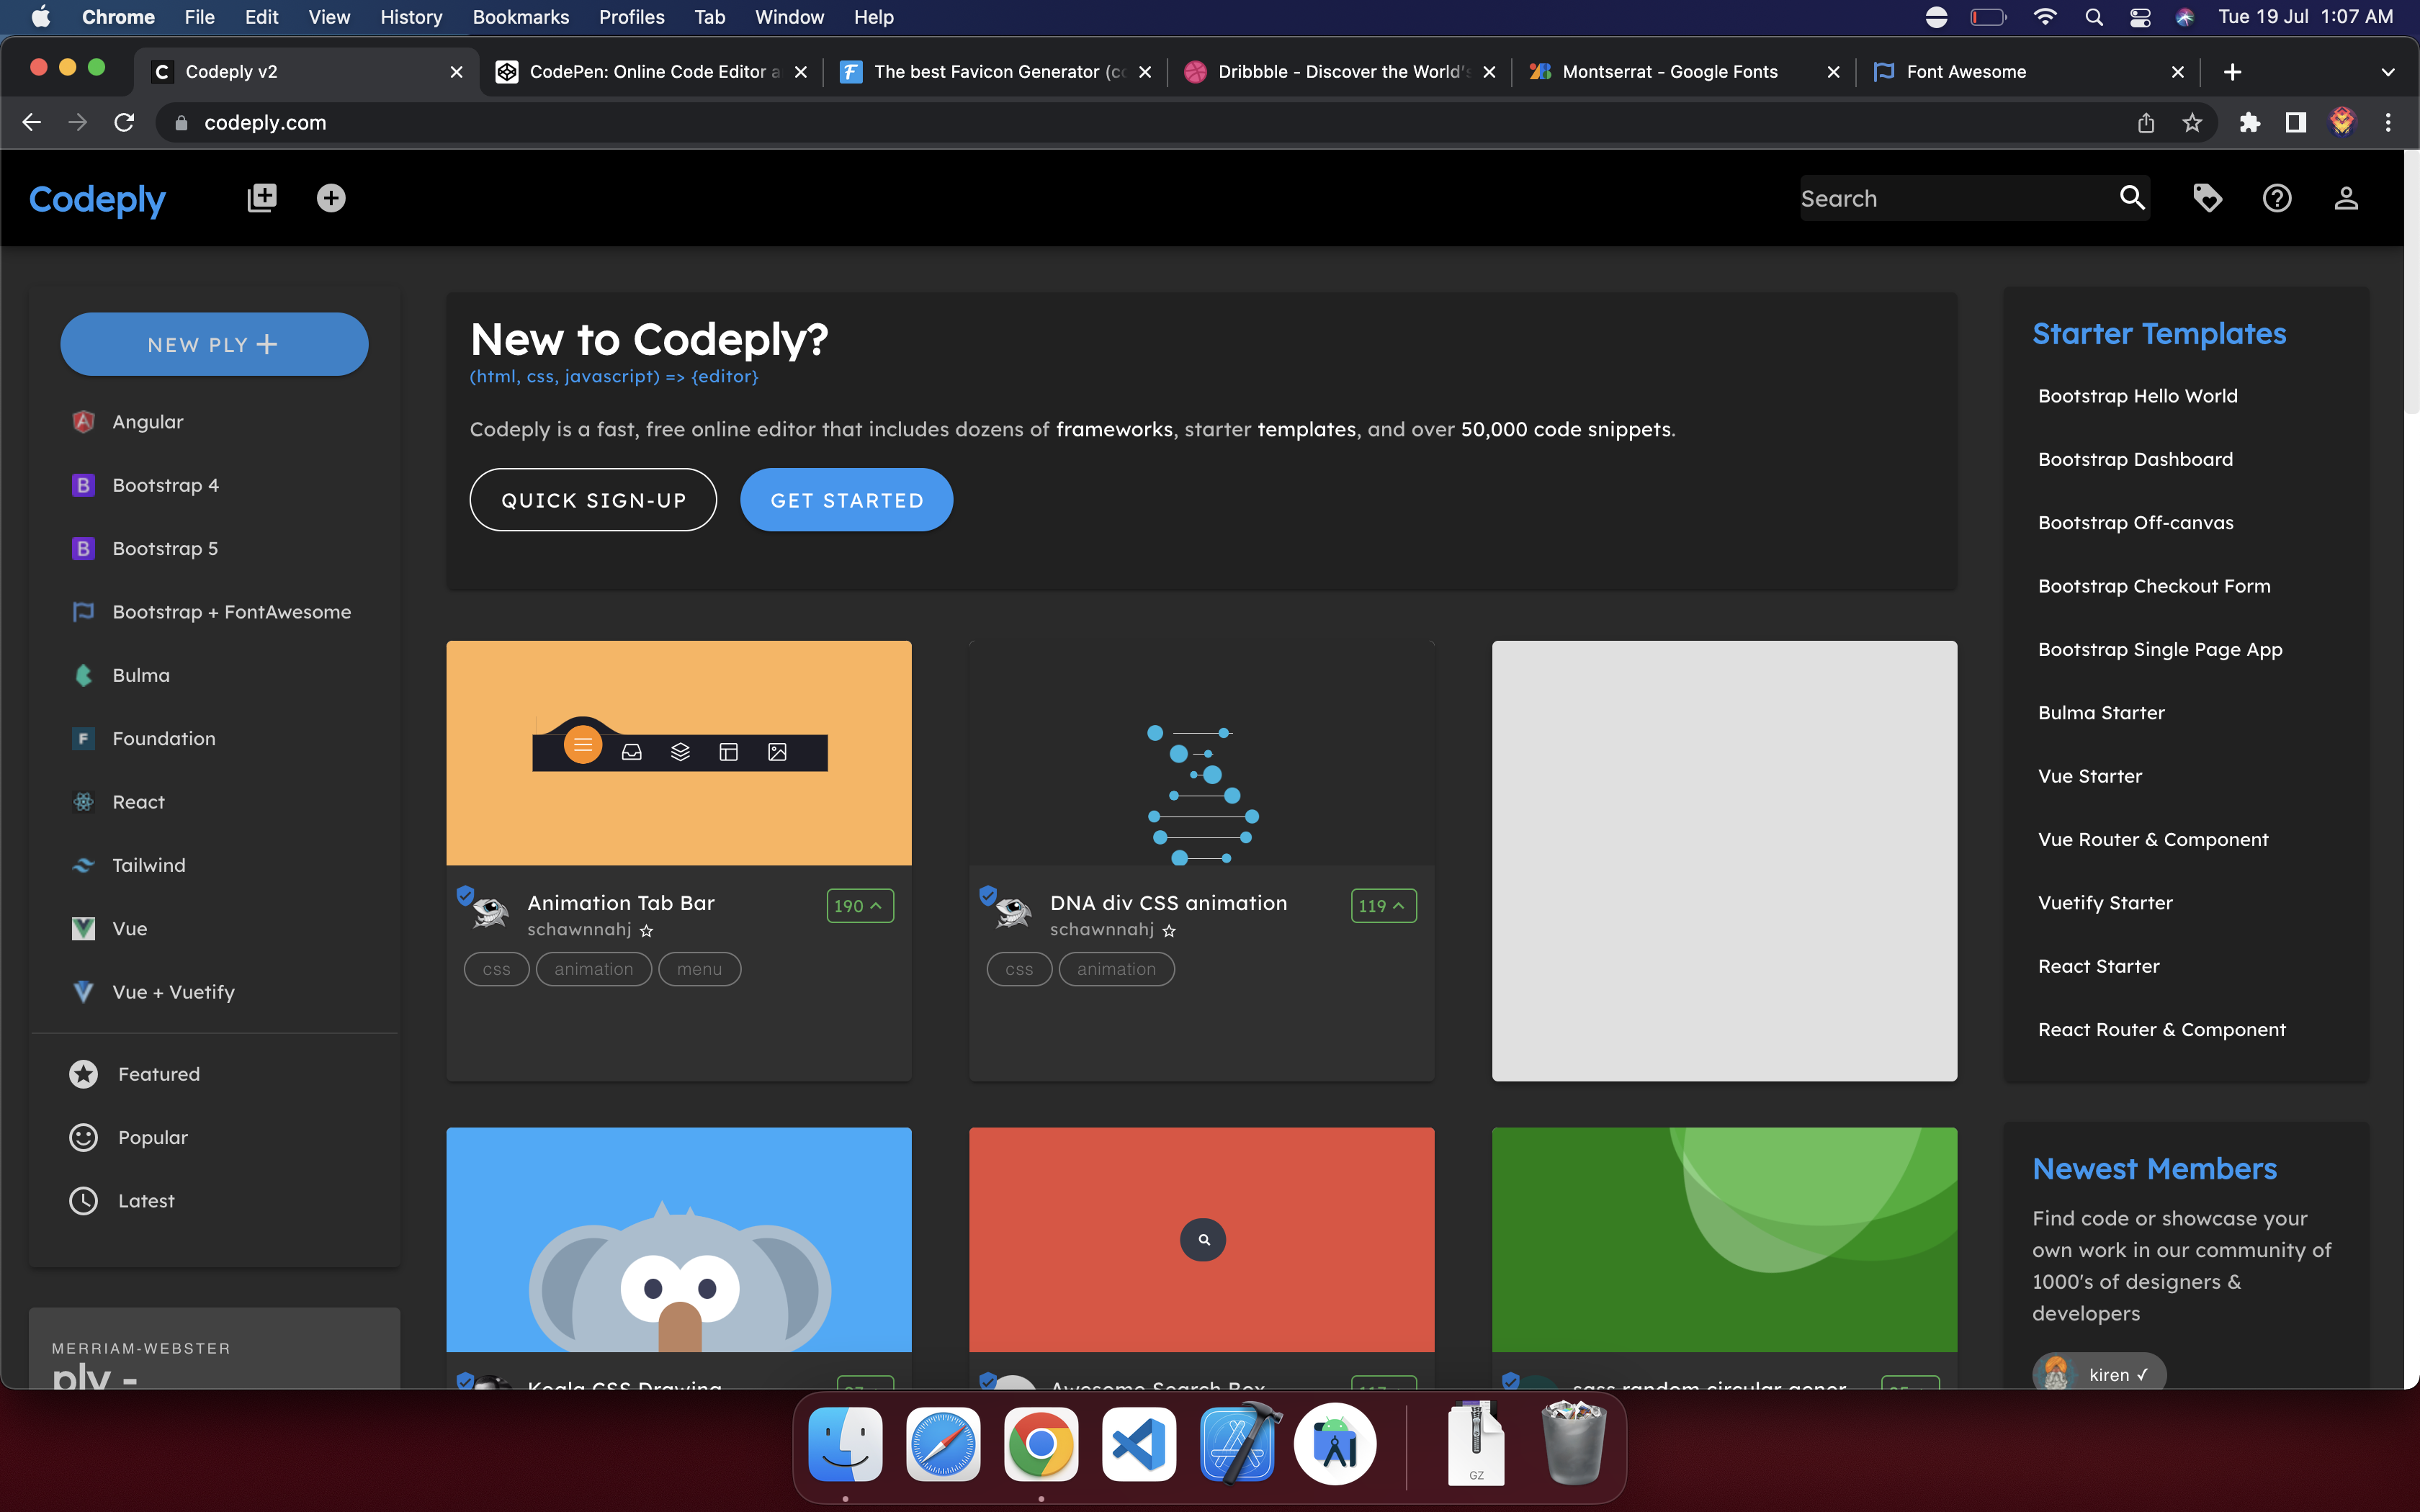 Chrome File Edit View History Bookmarks Profiles Tab Window Help Tue 19 Jul 1:07 AM
Codeply v2 CodePen: Online Code Editor a The best Favicon Generator (co Dribbble - Discover the World's Montserrat - Google Fonts Font Awesome
codeply.com
Codeply Search
NEW PLY +
Angular
Bootstrap 4
Bootstrap 5
Bootstrap + FontAwesome
Bulma
Foundation
React
Tailwind
Vue
Vue + Vuetify
Featured
Popular
Latest
MERRIAM-WEBSTER
ply -
New to Codeply?
(html, css, javascript) => {editor}
Codeply is a fast, free online editor that includes dozens of frameworks, starter templates, and over 50,000 code snippets.
QUICK SIGN-UP GET STARTED
Animation Tab Bar 190
schawnnahj
css animation menu
DNA div CSS animation 119
schawnnahj
css animation
Koala CSS Drawing
Awesome Search Box
sass random circular gener
Starter Templates
Bootstrap Hello World
Bootstrap Dashboard
Bootstrap Off-canvas
Bootstrap Checkout Form
Bootstrap Single Page App
Bulma Starter
Vue Starter
Vue Router & Component
Vuetify Starter
React Starter
React Router & Component
Newest Members
Find code or showcase your
own work in our community of
1000's of designers &
developers
kiren ✓
GZ